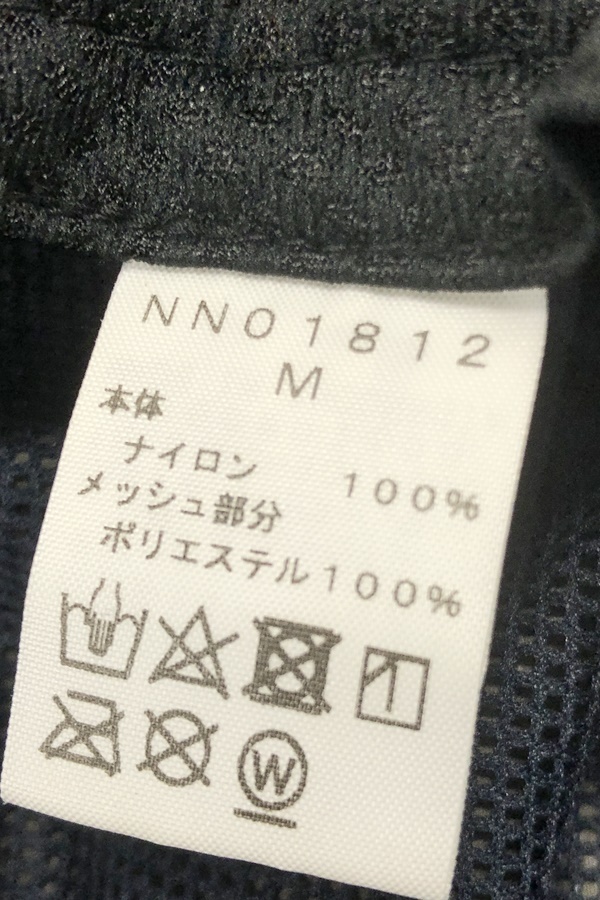 NN01812
M
本体
ナイロン 100%
メッシュ部分
ポリエステル100%
W